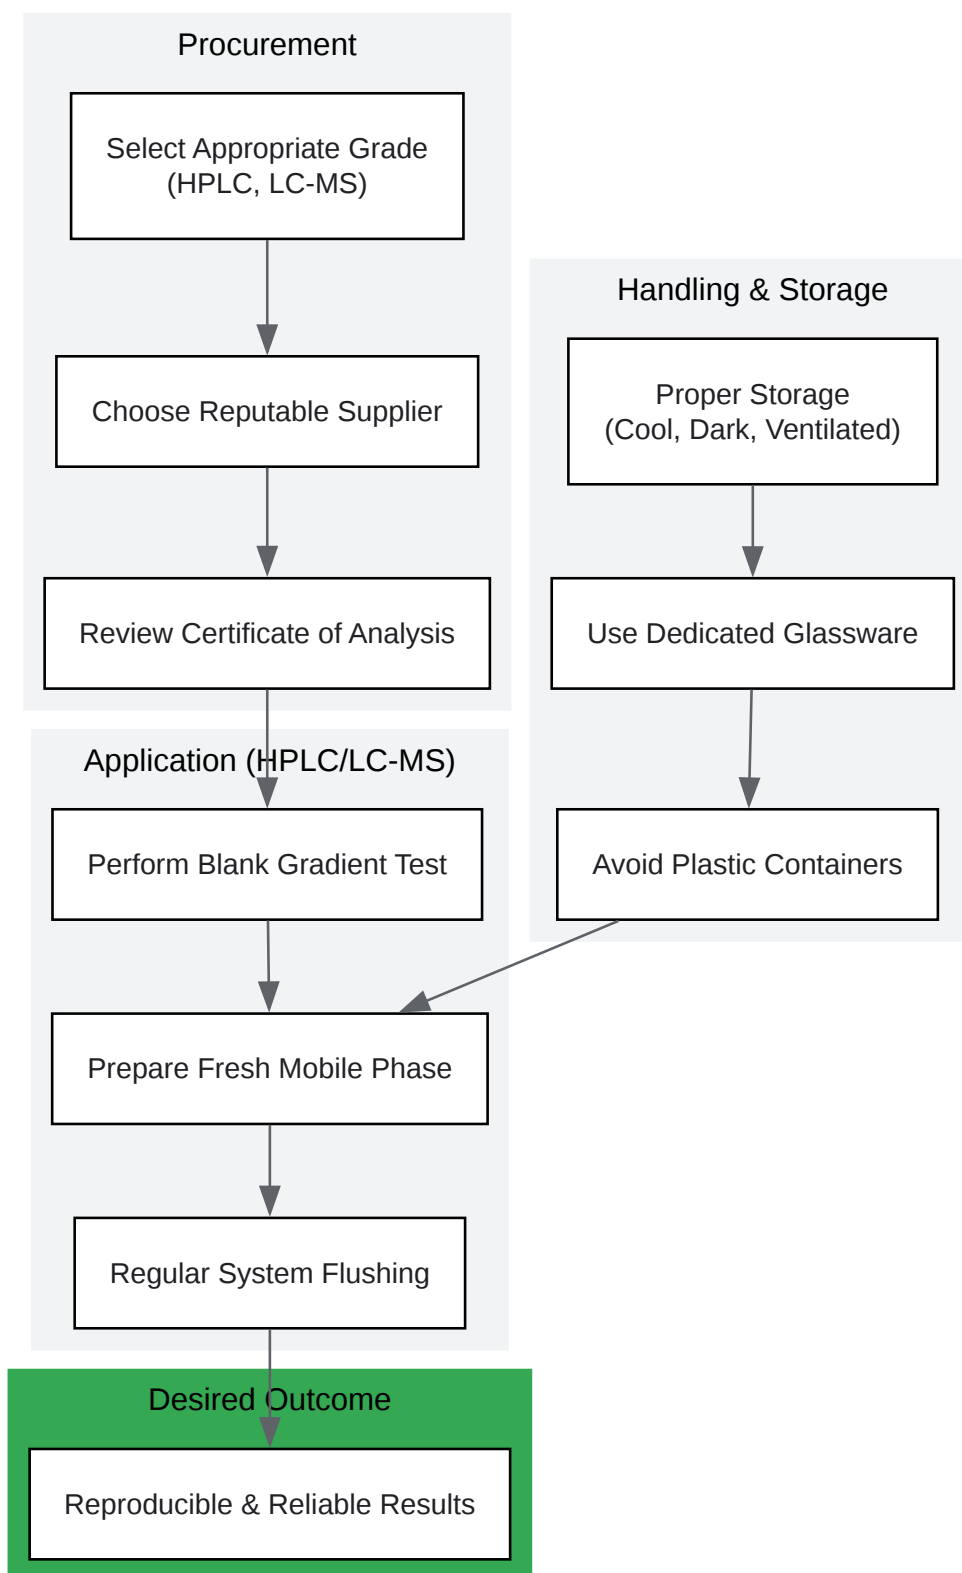 Procurement
Select Appropriate Grade
(HPLC, LC-MS)
Choose Reputable Supplier
Review Certificate of Analysis
Handling & Storage
Proper Storage
(Cool, Dark, Ventilated)
Use Dedicated Glassware
Avoid Plastic Containers
Application (HPLC/LC-MS)
Perform Blank Gradient Test
Prepare Fresh Mobile Phase
Regular System Flushing
Desired Outcome
Reproducible & Reliable Results